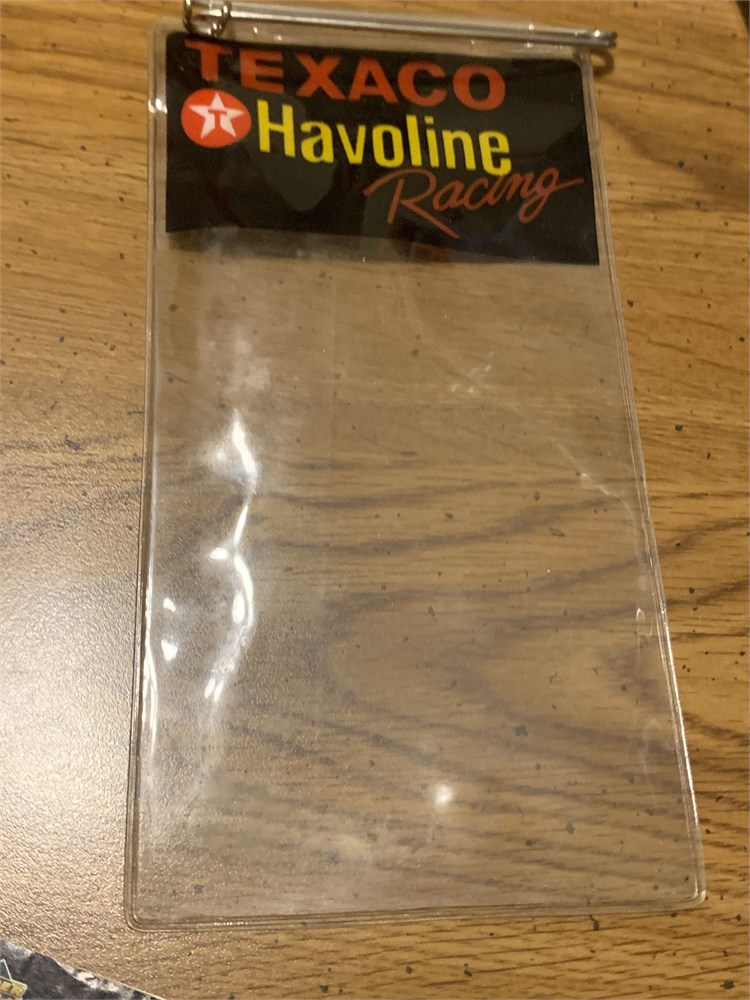 TEXACO
T
Havoline
Racing